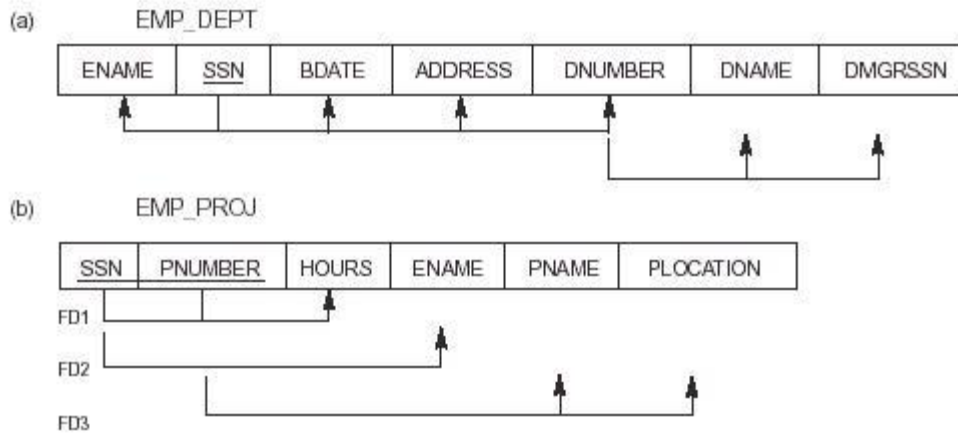 (a) EMP_DEPT
ENAME SSN BDATE ADDRESS DNUMBER DNAME DMGRSSN
(b) EMP_PROJ
SSN PNUMBER HOURS ENAME PNAME PLOCATION
FD1
FD2
FD3